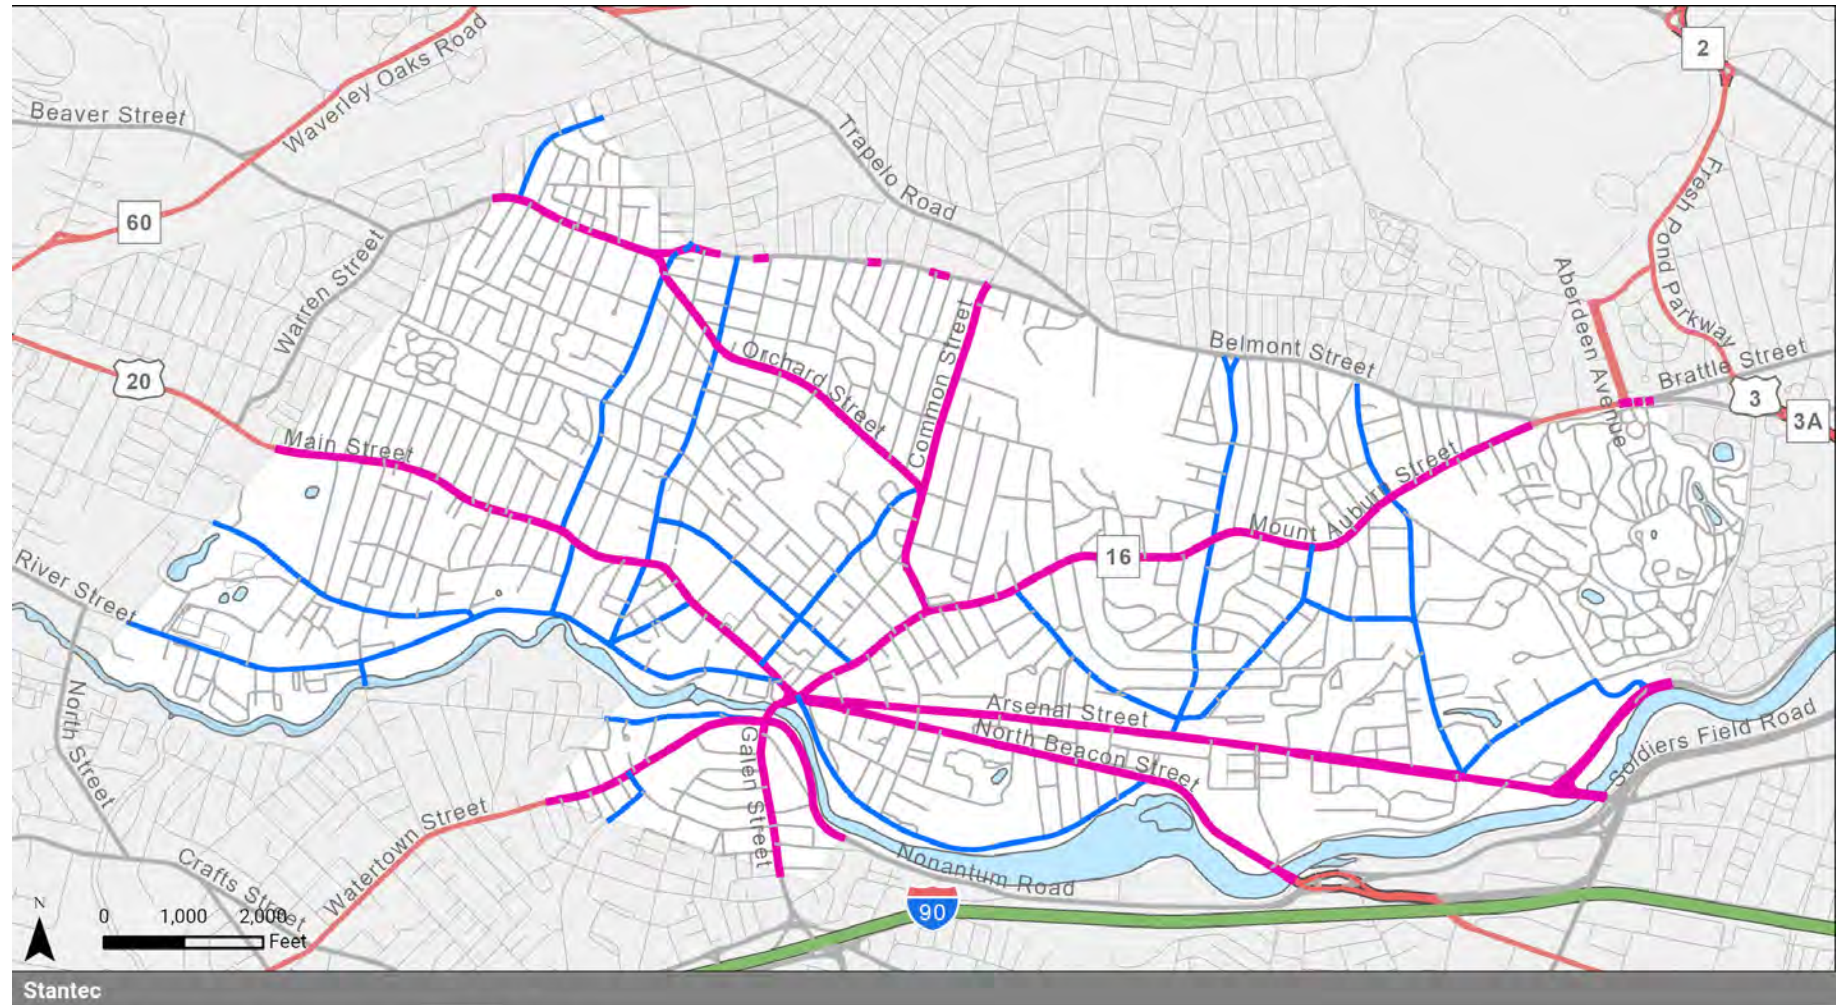 2
Waverley Oaks Road
Beaver Street
Trapelo Road
Fresh Pond Parkway
60
Warren Street
Aberdeen Avenue
Belmont Street
Common Street
Orchard Street
Brattle Street
20
3
3A
Main Street
Mount Auburn Street
16
River Street
North Street
Arsenal Street
North Beacon Street
Soldiers Field Road
Galen Street
Watertown Street
Nonantum Road
Crafts Street
90
N
0 1,000 2,000
Feet
Stantec